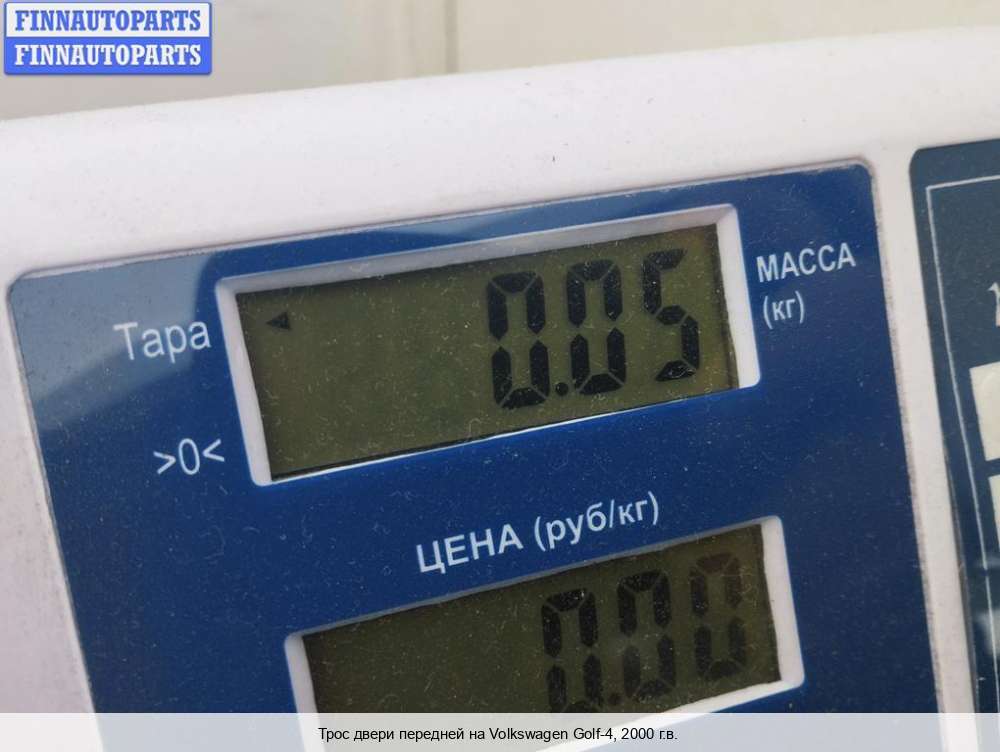 FINNAUTOPARTS
FINNAUTOPARTS
0.05
МАССА
(кг)
Тара
>0<
ЦЕНА (руб/кг)
0.00
Трос двери передней на Volkswagen Golf-4, 2000 г.в.